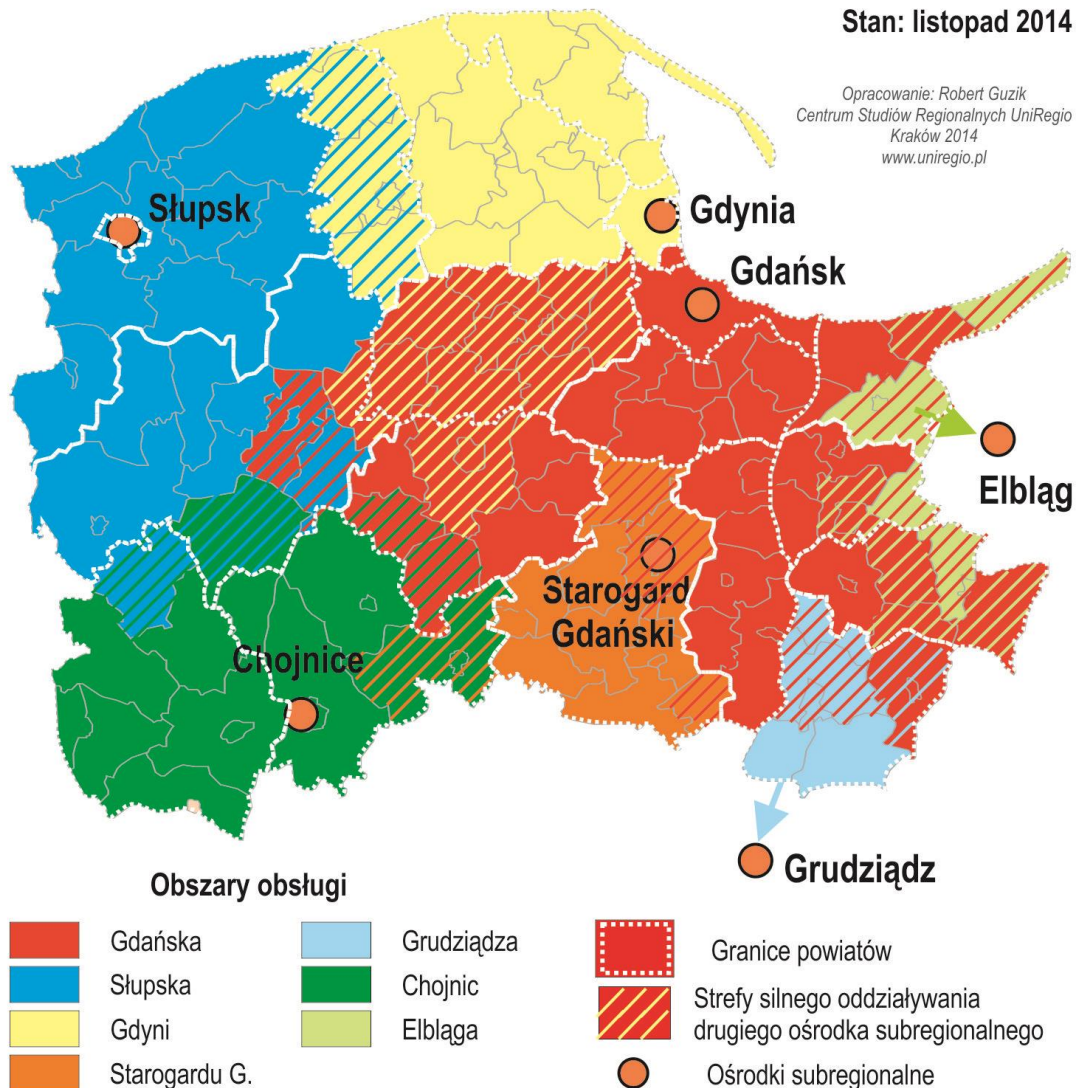 Stan: listopad 2014
Opracowanie: Robert Guzik
Centrum Studiów Regionalnych UniRegio
Kraków 2014
www.uniregio.pl
Słupsk
Gdynia
Gdańsk
Elbląg
Starogard
Gdański
Chojnice
Grudziądz
Obszary obsługi
Gdańska
Słupska
Gdyni
Starogardu G.
Grudziądza
Chojnic
Elbląga
Granice powiatów
Strefy silnego oddziaływania
drugiego ośrodka subregionalnego
Ośrodki subregionalne